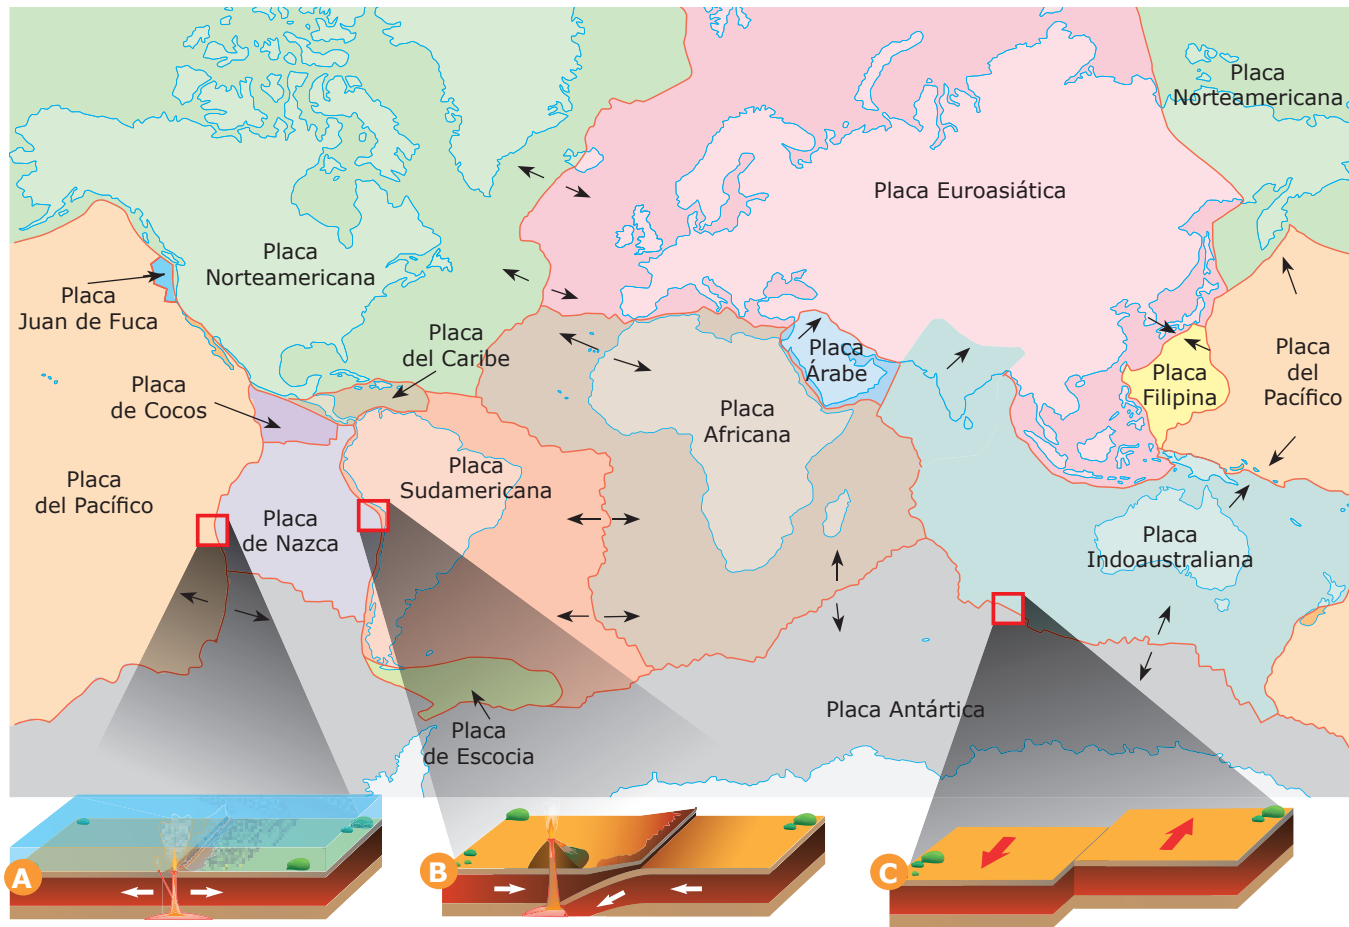 Placa
Norteamericana
Placa Euroasiática
Placa
Norteamericana
Placa
Juan de Fuca
Placa
del Caribe
Placa
Árabe
Placa
Filipina
Placa
del
Pacífico
Placa
de Cocos
Placa
Africana
Placa
Sudamericana
Placa
del Pacífico
Placa
de Nazca
Placa
Indoaustraliana
Placa Antártica
Placa
de Escocia
A
B
C